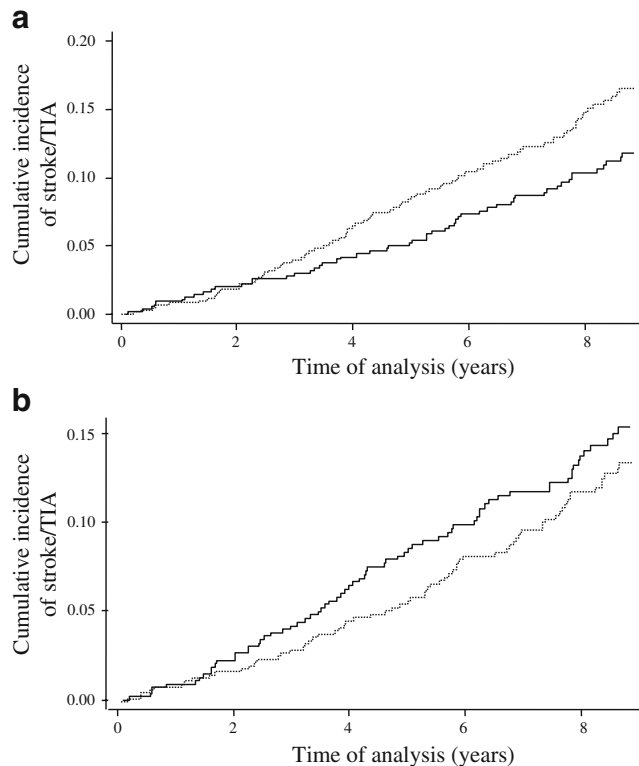 a
0.20
0.15
0.10
0.05
0.00
Cumulative incidence
of stroke/TIA
0 2 4 6 8
Time of analysis (years)
b
0.15
0.10
0.05
0.00
Cumulative incidence
of stroke/TIA
0 2 4 6 8
Time of analysis (years)